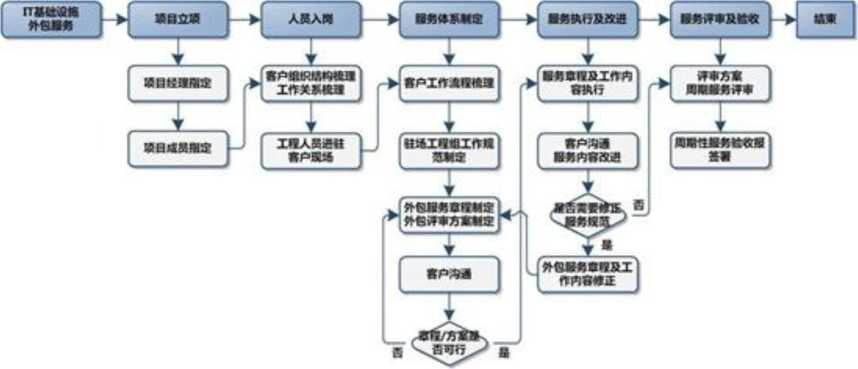 IT基础设施
外包服务
项目立项
人员入岗
服务体系制定
服务执行及改进
服务评审及验收
结束
项目经理指定
项目成员指定
客户组织结构梳理
工作关系梳理
工程人员进驻
客户现场
客户工作流程梳理
驻场工程组工作规
范制定
外包服务章程制定
外包评审方案制定
客户沟通
章程/方案是
否可行
否
是
服务章程及工作内
容执行
客户沟通
服务内容改进
是否需要修正
服务规范
否
是
外包服务章程及工
作内容修正
评审方案
周期服务评审
周期性服务验收报
签署